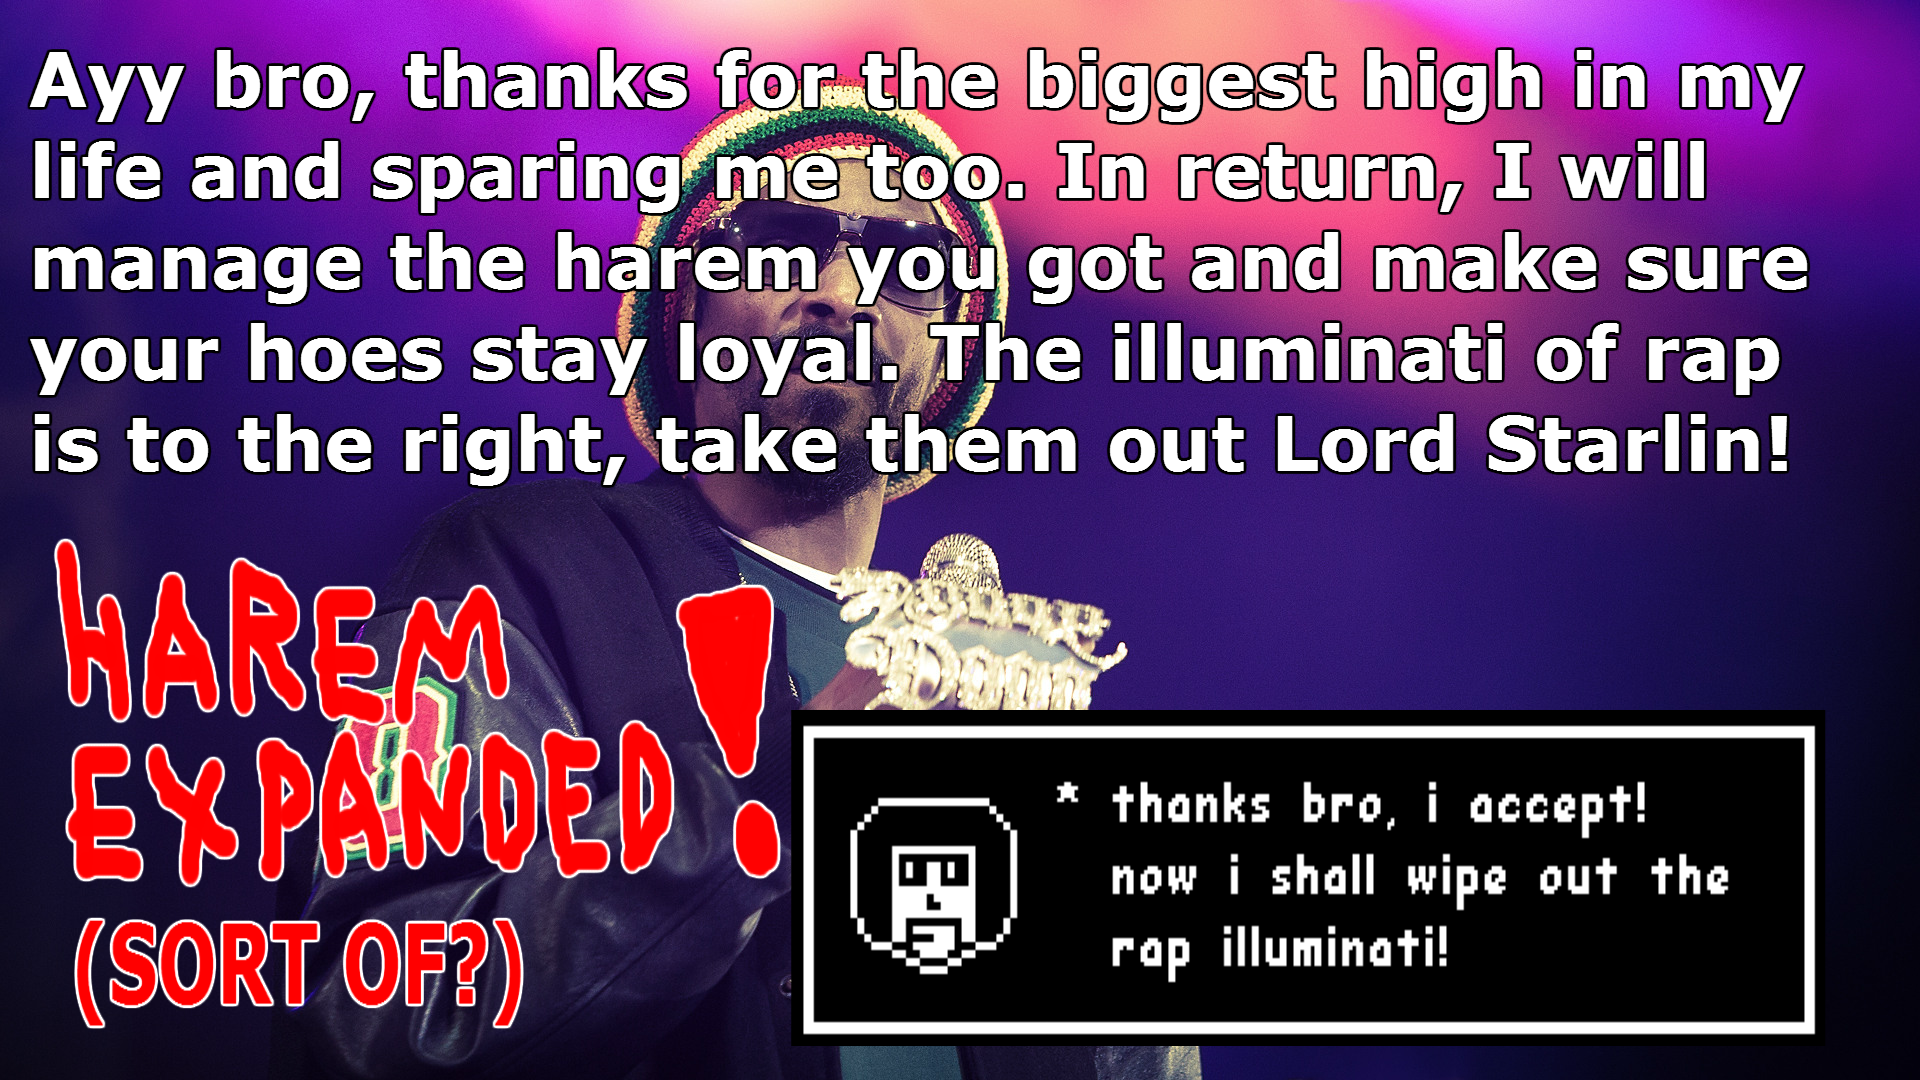 Ayy bro, thanks for the biggest high in my
life and sparing me too. In return, I will
manage the harem you got and make sure
your hoes stay loyal. The illuminati of rap
is to the right, take them out Lord Starlin!
HAREM
EXPANDED!
(SORT OF?)
* thanks bro, i accept!
now i shall wipe out the
rap illuminati!